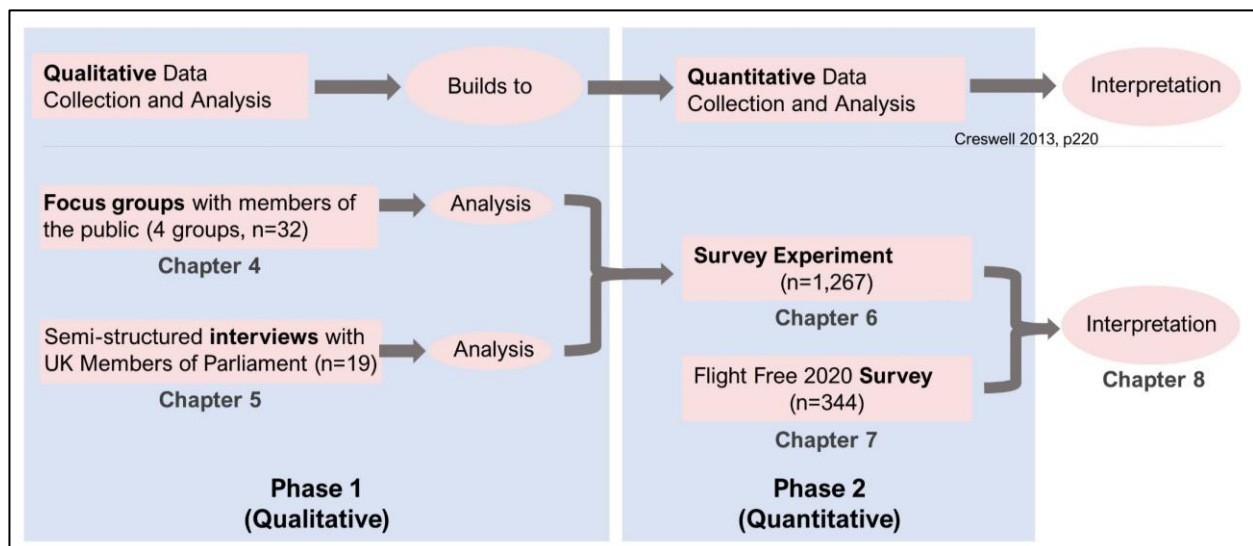 Qualitative Data
Collection and Analysis
Builds to
Quantitative Data
Collection and Analysis
Interpretation
Creswell 2013, p220
Focus groups with members of
the public (4 groups, n=32)
Analysis
Chapter 4
Semi-structured interviews with
UK Members of Parliament (n=19)
Analysis
Chapter 5
Survey Experiment
(n=1,267)
Chapter 6
Flight Free 2020 Survey
(n=344)
Chapter 7
Interpretation
Chapter 8
Phase 1
(Qualitative)
Phase 2
(Quantitative)